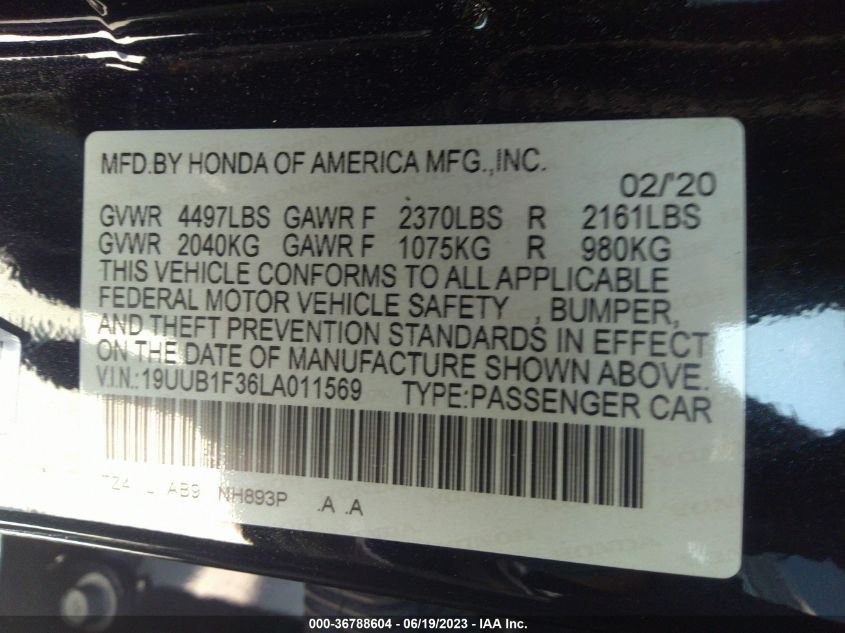 MFD.BY HONDA OF AMERICA MFG.,INC.
02/'20
GVWR 4497LBS GAWR F 2370LBS R 2161LBS
GVWR 2040KG GAWR F 1075KG R 980KG
THIS VEHICLE CONFORMS TO ALL APPLICABLE
FEDERAL MOTOR VEHICLE SAFETY , BUMPER,
AND THEFT PREVENTION STANDARDS IN EFFECT
ON THE DATE OF MANUFACTURE SHOWN ABOVE.
V.I.N.:19UUB1F36LA011569 TYPE:PASSENGER CAR
AB9 NH893P .A .A
000-36788604 - 06/19/2023 - IAA Inc.